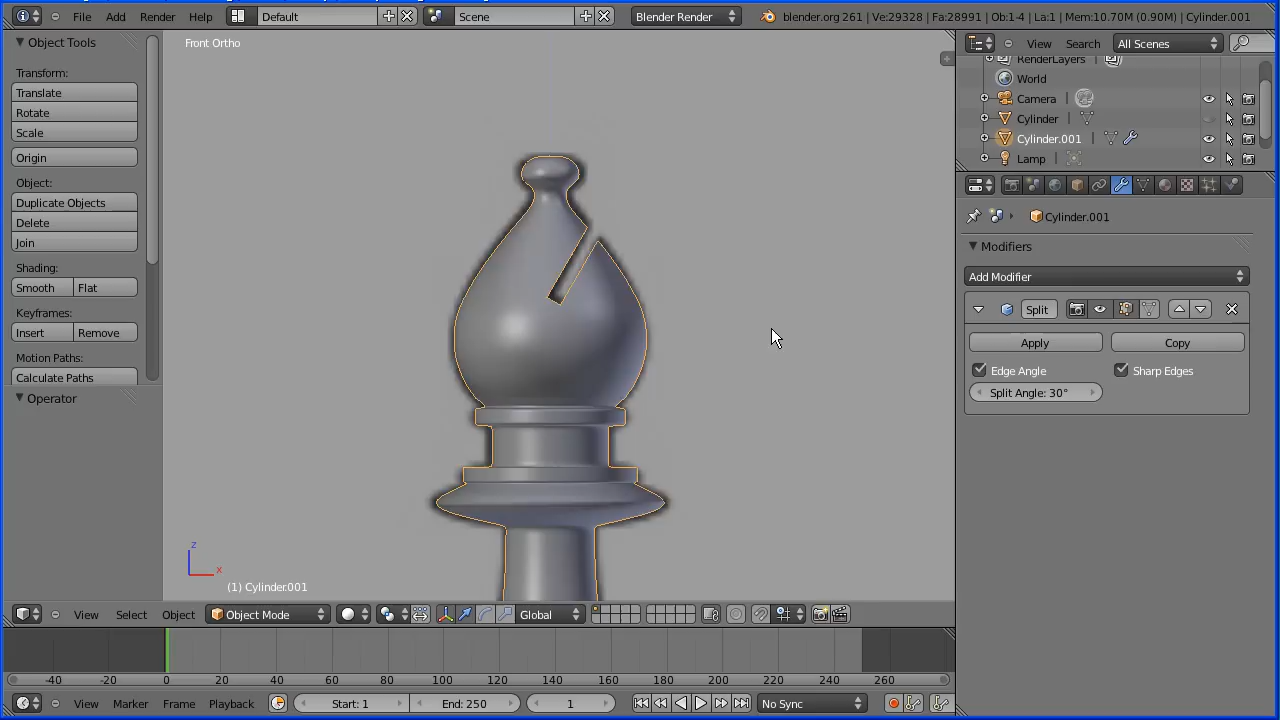 File Add Render Help Default Scene Blender Render blender.org 261 | Ve:29328 | Fa:28991 | Ob:1-4 | La:1 | Mem:10.70M (0.90M) | Cylinder.001
Object Tools
Transform:
Translate
Rotate
Scale
Origin
Object:
Duplicate Objects
Delete
Join
Shading:
Smooth Flat
Keyframes:
Insert Remove
Motion Paths:
Calculate Paths
Operator
Front Ortho
z
x
(1) Cylinder.001
View Search All Scenes
RenderLayers
World
Camera
Cylinder
Cylinder.001
Lamp
Cylinder.001
Modifiers
Add Modifier
Split
Apply Copy
Edge Angle Sharp Edges
Split Angle: 30°
View Select Object Object Mode Global
-40 -20 0 20 40 60 80 100 120 140 160 180 200 220 240 260
View Marker Frame Playback Start: 1 End: 250 1 No Sync